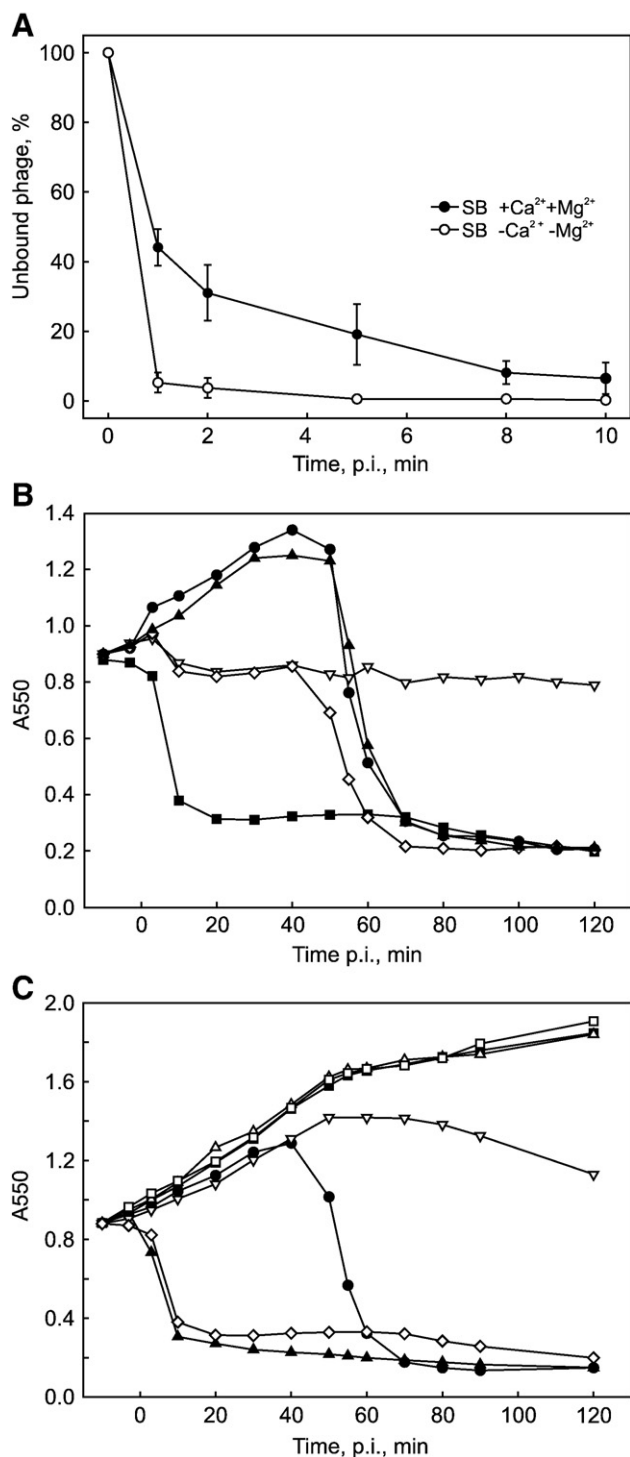 A
Unbound phage, %
100
80
60
40
20
0
SB +Ca²⁺+Mg²⁺
SB -Ca²⁺ -Mg²⁺
0 2 4 6 8 10
Time, p.i., min
B
A550
1.4
1.2
1.0
0.8
0.6
0.4
0.2
0.0
0 20 40 60 80 100 120
Time p.i., min
C
A550
2.0
1.6
1.2
0.8
0.4
0.0
0 20 40 60 80 100 120
Time p.i., min